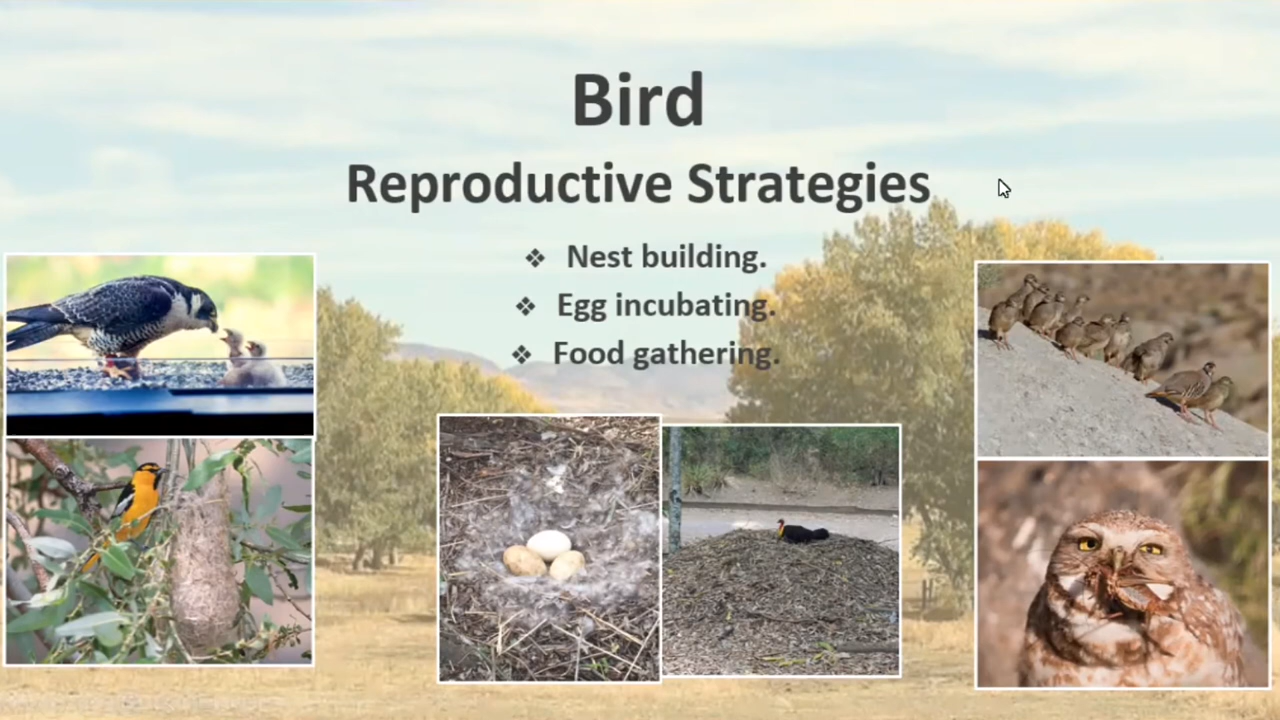 Bird
Reproductive Strategies
❖ Nest building.
❖ Egg incubating.
❖ Food gathering.